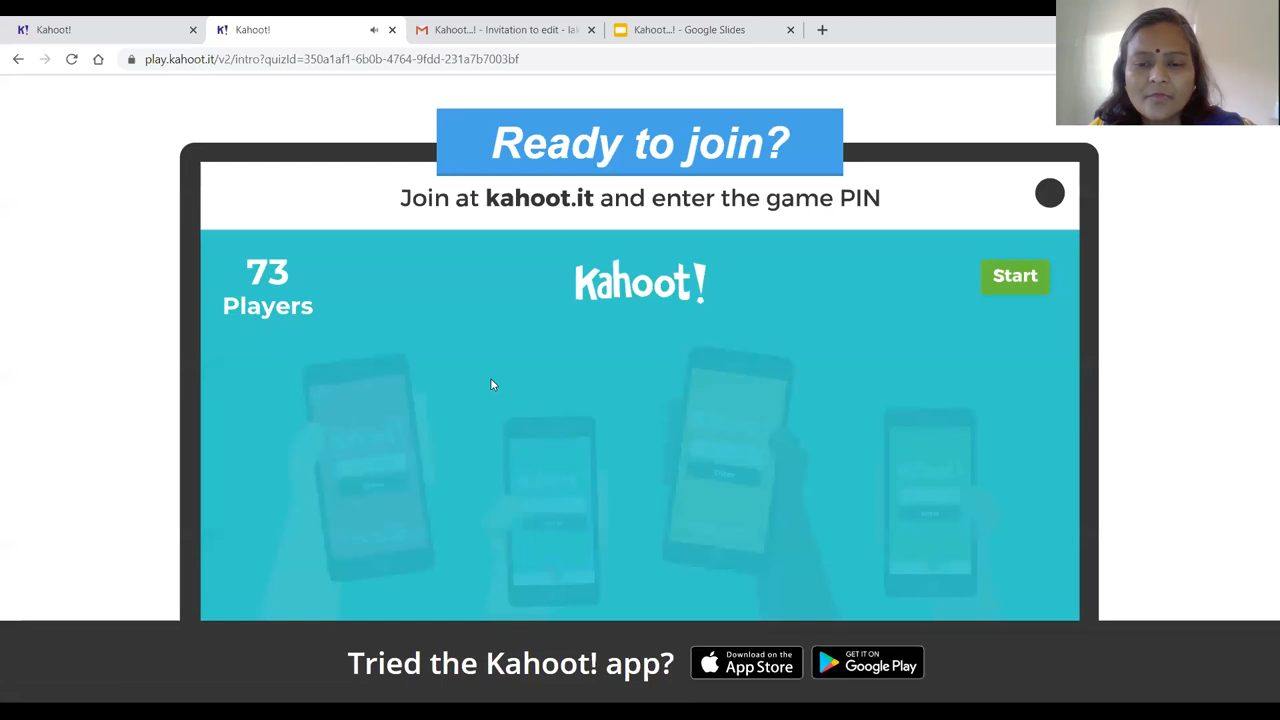 Kahoot!
Kahoot!
Kahoot...! - Invitation to edit - la
Kahoot...! - Google Slides
play.kahoot.it/v2/intro?quizId=350a1af1-6b0b-4764-9fdd-231a7b7003bf
Ready to join?
Join at kahoot.it and enter the game PIN
73
Players
Kahoot!
Start
Enter
Tried the Kahoot! app?
Download on the
App Store
GET IT ON
Google Play